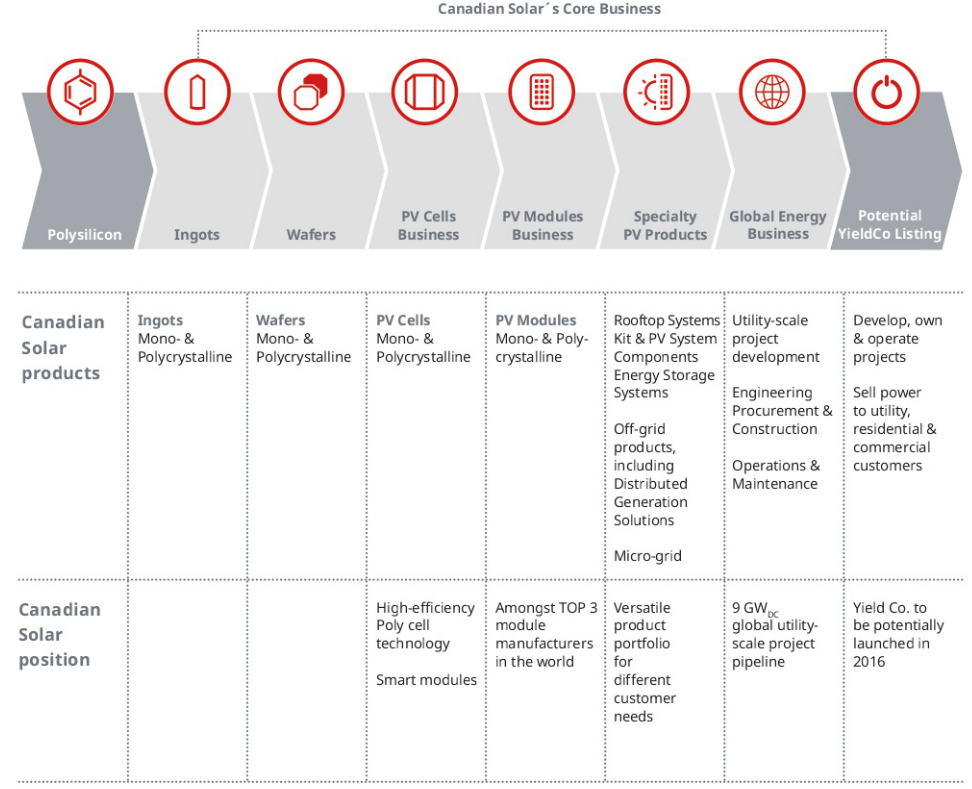 Canadian Solar´s Core Business
Polysilicon
Ingots
Wafers
PV Cells
Business
PV Modules
Business
Specialty
PV Products
Global Energy
Business
Potential
YieldCo Listing
Canadian
Solar
products
Ingots
Mono- &
Polycrystalline
Wafers
Mono- &
Polycrystalline
PV Cells
Mono- &
Polycrystalline
PV Modules
Mono- & Poly-
crystalline
Rooftop Systems
Kit & PV System
Components
Energy Storage
Systems
Off-grid
products,
including
Distributed
Generation
Solutions
Micro-grid
Utility-scale
project
development
Engineering
Procurement &
Construction
Operations &
Maintenance
Develop, own
& operate
projects
Sell power
to utility,
residential &
commercial
customers
Canadian
Solar
position
High-efficiency
Poly cell
technology
Smart modules
Amongst TOP 3
module
manufacturers
in the world
Versatile
product
portfolio
for
different
customer
needs
9 GWDC
global utility-
scale project
pipeline
Yield Co. to
be potentially
launched in
2016